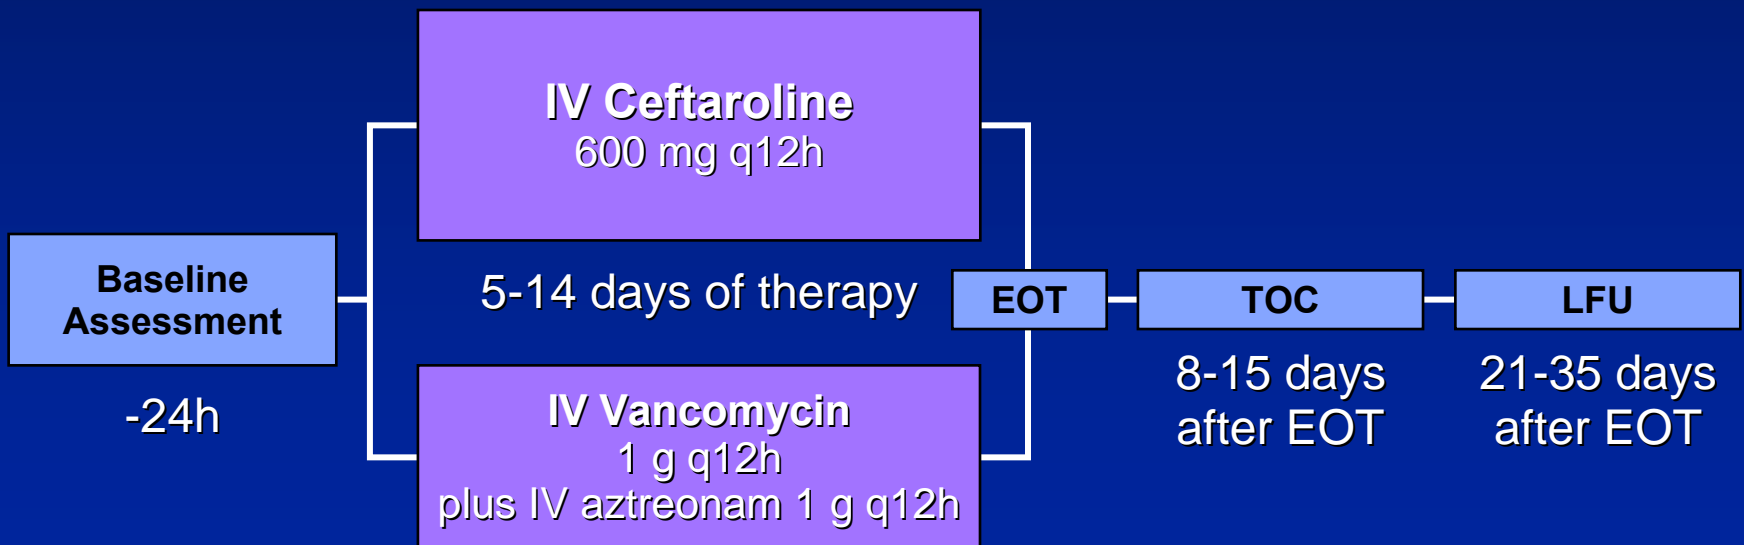 Baseline
Assessment
-24h
IV Ceftaroline
600 mg q12h
5-14 days of therapy
IV Vancomycin
1 g q12h
plus IV aztreonam 1 g q12h
EOT
TOC
8-15 days
after EOT
LFU
21-35 days
after EOT